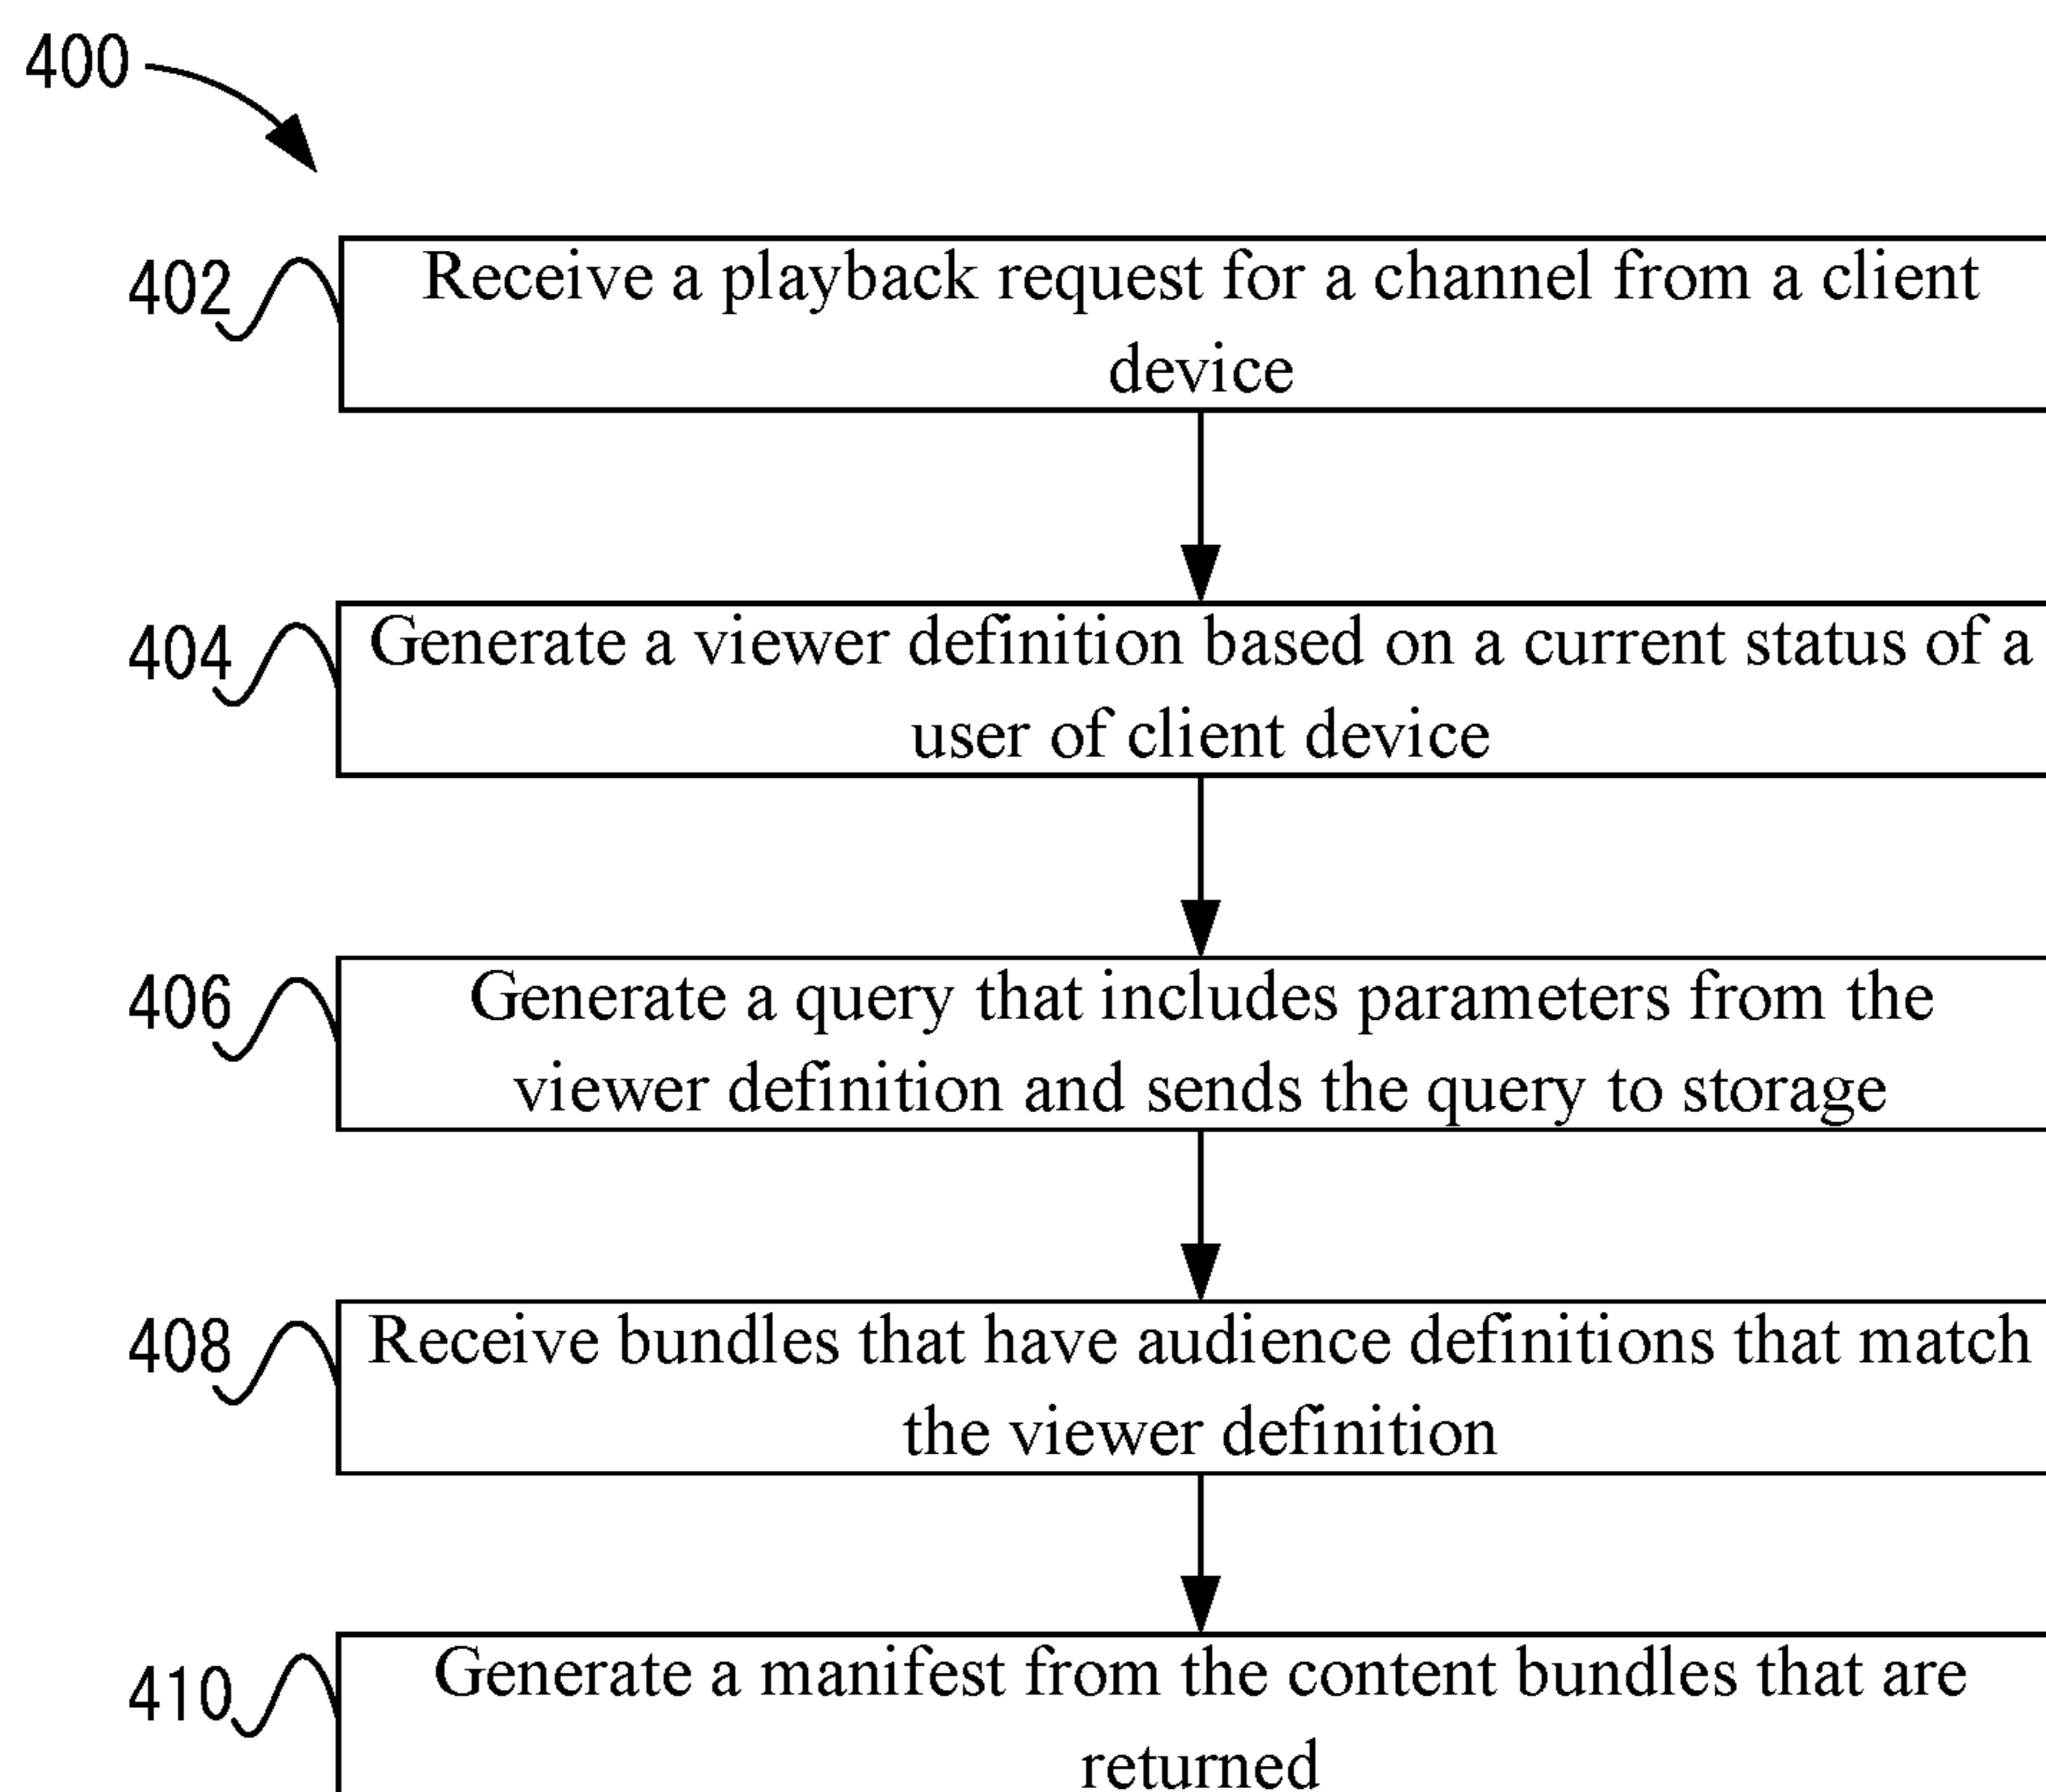 400
402
Receive a playback request for a channel from a client
device
404
Generate a viewer definition based on a current status of a
user of client device
406
Generate a query that includes parameters from the
viewer definition and sends the query to storage
408
Receive bundles that have audience definitions that match
the viewer definition
410
Generate a manifest from the content bundles that are
returned